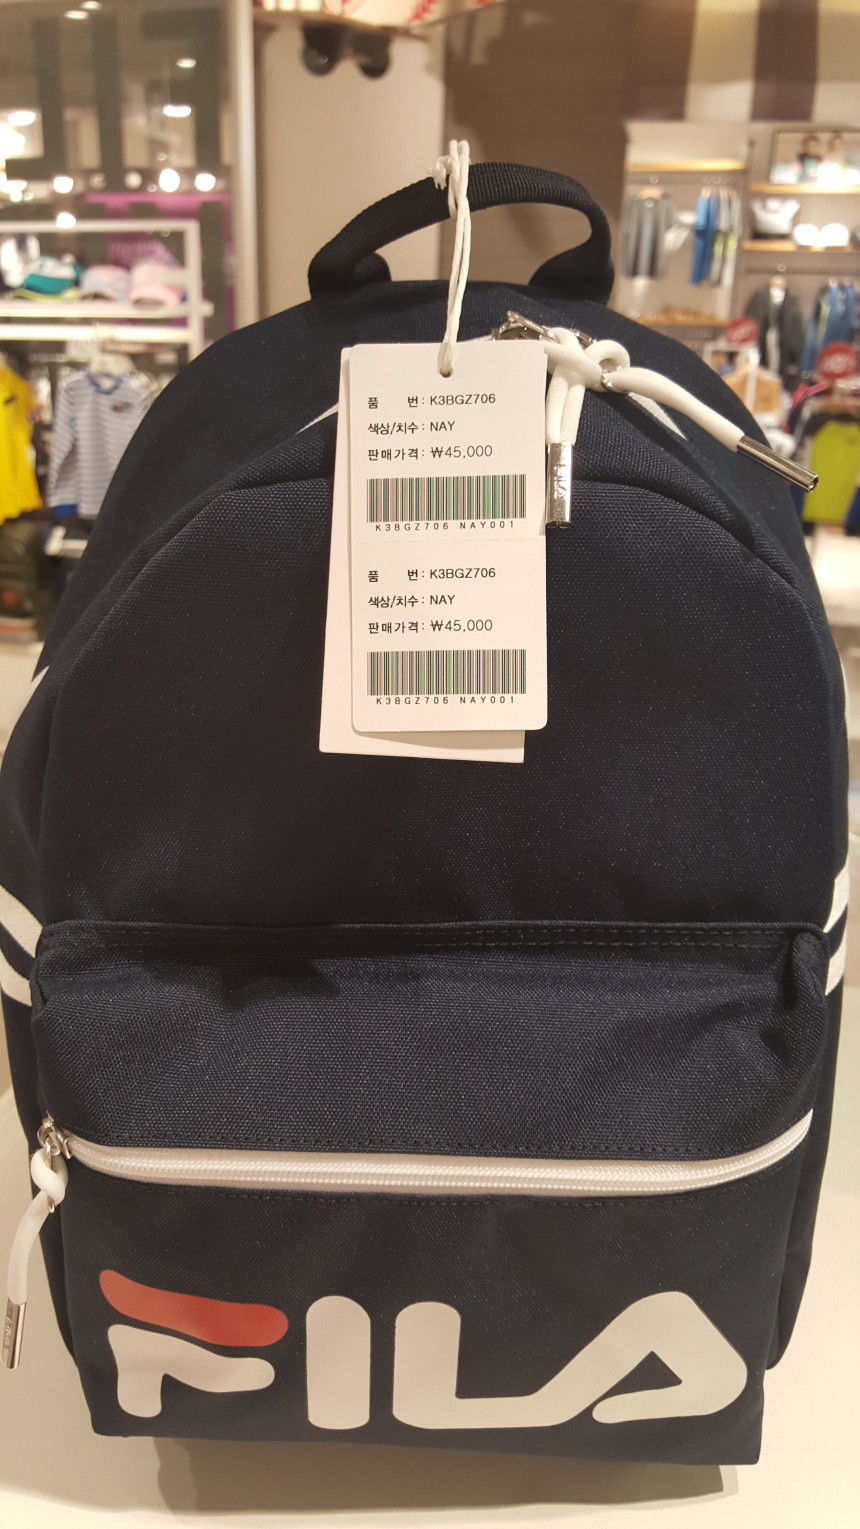 품 번: K3BGZ706
색상/치수: NAY
판매가격: ₩45,000
K3BGZ706 NAY001
품 번: K3BGZ706
색상/치수: NAY
판매가격: ₩45,000
K3BGZ706 NAY001
FILA